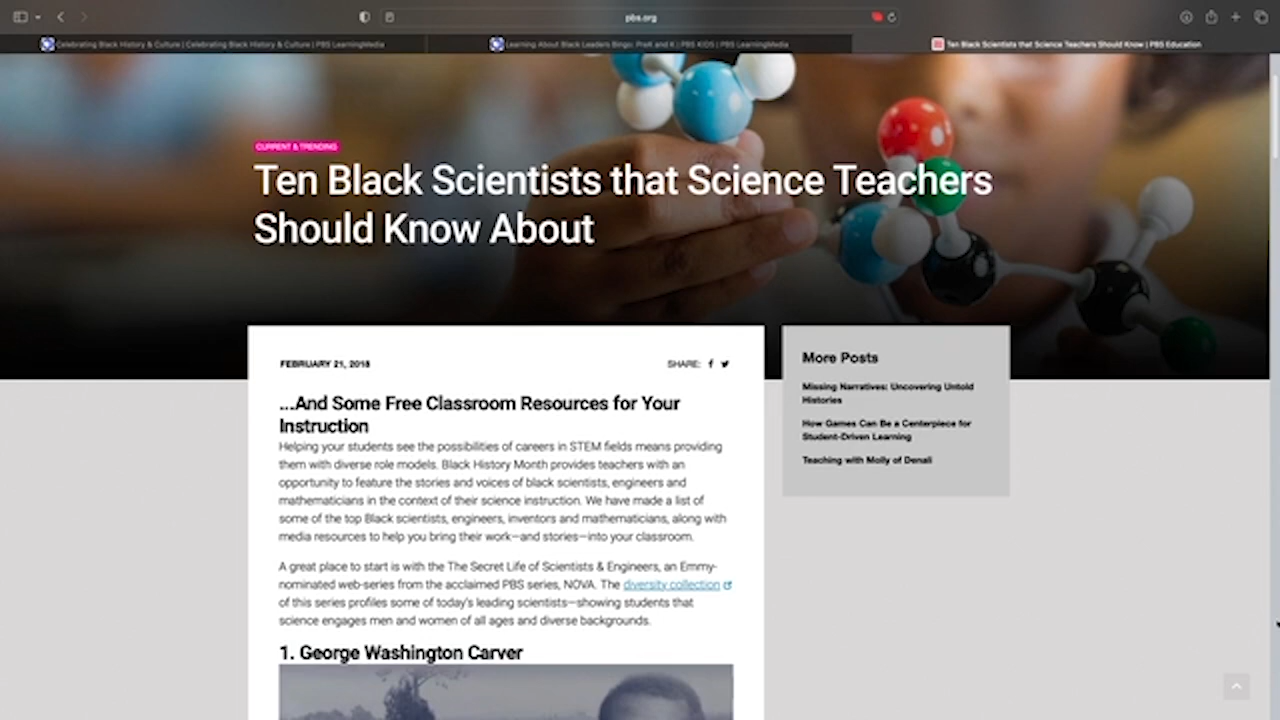 pbs.org
Celebrating Black History & Culture | Celebrating Black History & Culture | PBS LearningMedia
Learning About Black Leaders Bingo: PreK and K | PBS KIDS | PBS LearningMedia
Ten Black Scientists that Science Teachers Should Know | PBS Education
CURRENT & TRENDING
Ten Black Scientists that Science Teachers
Should Know About
FEBRUARY 21, 2018
SHARE:
...And Some Free Classroom Resources for Your
Instruction
Helping your students see the possibilities of careers in STEM fields means providing
them with diverse role models. Black History Month provides teachers with an
opportunity to feature the stories and voices of black scientists, engineers and
mathematicians in the context of their science instruction. We have made a list of
some of the top Black scientists, engineers, inventors and mathematicians, along with
media resources to help you bring their work—and stories—into your classroom.
A great place to start is with the The Secret Life of Scientists & Engineers, an Emmy-
nominated web-series from the acclaimed PBS series, NOVA. The diversity collection
of this series profiles some of today's leading scientists—showing students that
science engages men and women of all ages and diverse backgrounds.
1. George Washington Carver
More Posts
Missing Narratives: Uncovering Untold
Histories
How Games Can Be a Centerpiece for
Student-Driven Learning
Teaching with Molly of Denali